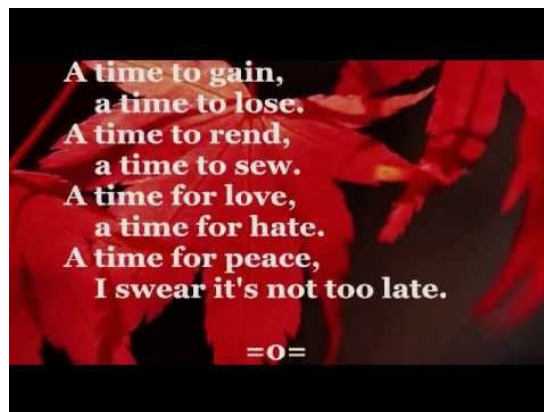 A time to gain,
a time to lose.
A time to rend,
a time to sew.
A time for love,
a time for hate.
A time for peace,
I swear it's not too late.
=o=